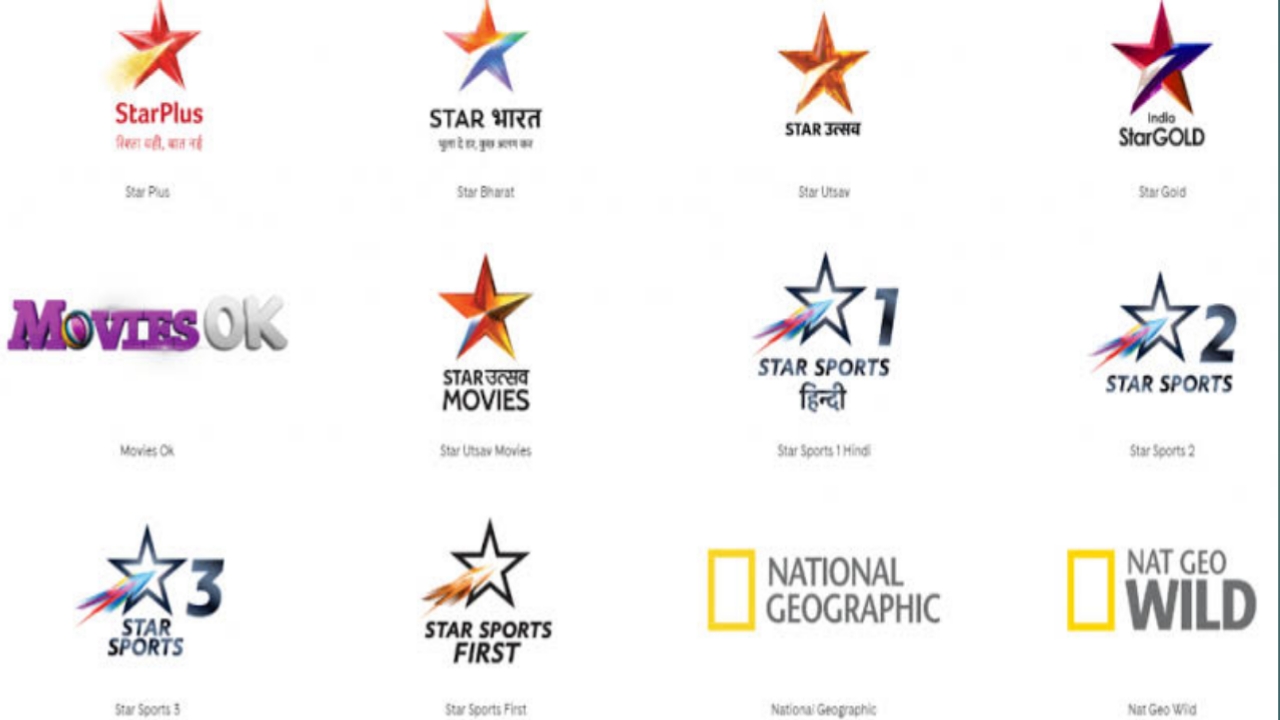 StarPlus
रिश्ता वही, बात नई
Star Plus
STAR भारत
भुला दे डर, कुछ अलग कर
Star Bharat
STAR उत्सव
Star Utsav
India
StarGOLD
Star Gold
MOVIES OK
Movies Ok
STAR उत्सव
MOVIES
Star Utsav Movies
1
STAR SPORTS
हिन्दी
Star Sports 1 Hindi
2
STAR SPORTS
Star Sports 2
3
STAR
SPORTS
Star Sports 3
STAR SPORTS
FIRST
Star Sports First
NATIONAL
GEOGRAPHIC
National Geographic
NAT GEO
WILD
Nat Geo Wild